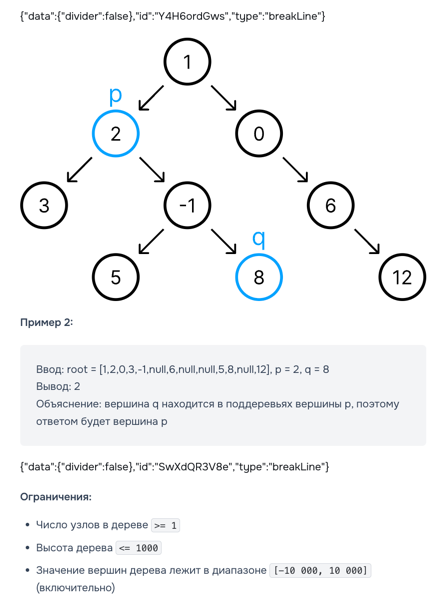 {"data":{"divider":false},"id":"Y4H6ordGws","type":"breakLine"}
1
p
2
0
3
-1
6
q
5
8
12
Пример 2:
Ввод: root = [1,2,0,3,-1,null,6,null,null,5,8,null,12], p = 2, q = 8
Вывод: 2
Объяснение: вершина q находится в поддеревьях вершины p, поэтому
ответом будет вершина p
{"data":{"divider":false},"id":"SwXdQR3V8e","type":"breakLine"}
Ограничения:
• Число узлов в дереве >= 1
• Высота дерева <= 1000
• Значение вершин дерева лежит в диапазоне [-10 000, 10 000]
(включительно)